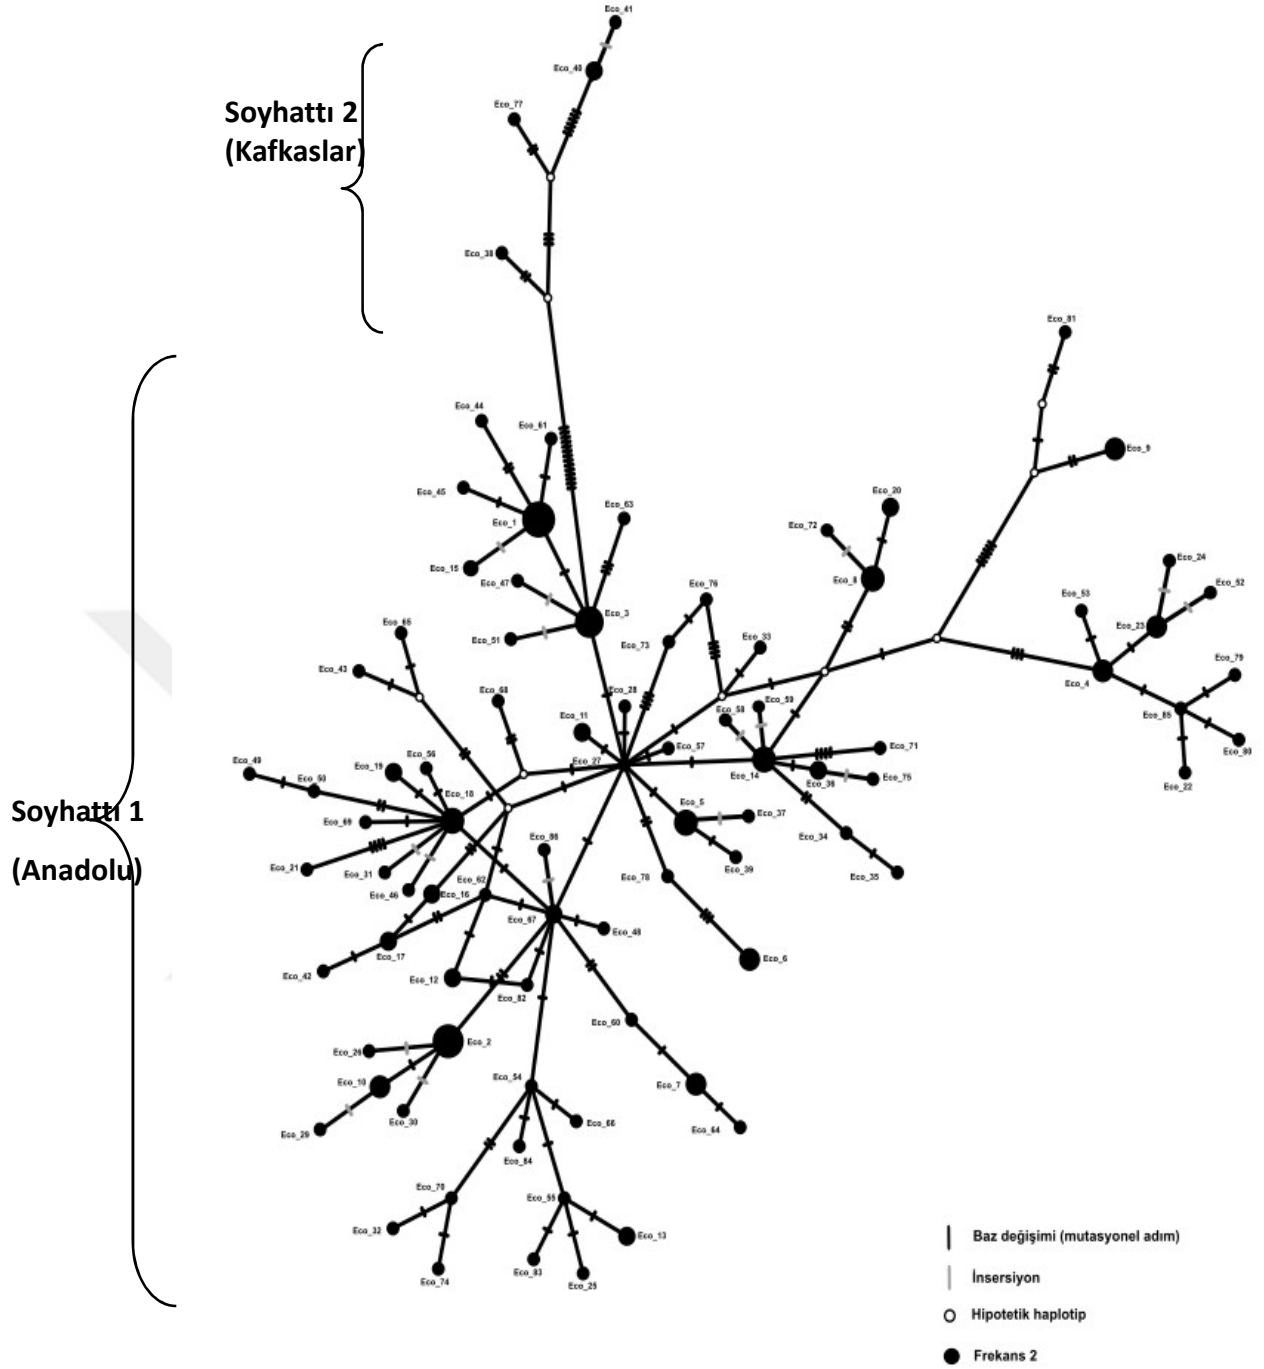 Eco_41
Eco_40
Soyhattı 2
(Kafkaslar)
Eco_77
Eco_38
Eco_81
Eco_44
Eco_61
Eco_9
Eco_45
Eco_1
Eco_63
Eco_20
Eco_72
Eco_15
Eco_47
Eco_8
Eco_24
Eco_52
Eco_53
Eco_23
Eco_3
Eco_76
Eco_65
Eco_51
Eco_73
Eco_33
Eco_43
Eco_4
Eco_79
Eco_68
Eco_28
Eco_59
Eco_58
Eco_85
Eco_11
Eco_57
Eco_71
Eco_80
Eco_27
Eco_14
Eco_36
Eco_75
Eco_22
Eco_49
Eco_50
Eco_19
Eco_56
Eco_18
Soyhattı 1
(Anadolu)
Eco_69
Eco_5
Eco_37
Eco_34
Eco_21
Eco_31
Eco_86
Eco_39
Eco_35
Eco_46
Eco_16
Eco_62
Eco_78
Eco_67
Eco_48
Eco_17
Eco_42
Eco_12
Eco_82
Eco_6
Eco_60
Eco_2
Eco_26
Eco_10
Eco_54
Eco_7
Eco_30
Eco_29
Eco_66
Eco_64
Eco_84
Eco_70
Eco_55
Eco_32
Eco_13
Eco_74
Eco_83
Eco_25
Baz değişimi (mutasyonel adım)
İnsersiyon
Hipotetik haplotip
Frekans 2